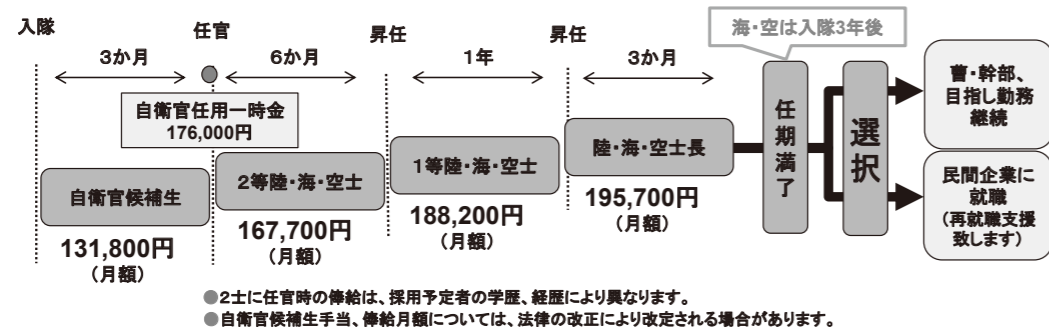 入隊
任官
昇任
昇任
海・空は入隊3年後
3か月
6か月
1年
3か月
自衛官任用一時金
176,000円
自衛官候補生
2等陸・海・空士
1等陸・海・空士
陸・海・空士長
131,800円
(月額)
167,700円
(月額)
188,200円
(月額)
195,700円
(月額)
任期満了
選択
曹・幹部、
目指し勤務
継続
民間企業に
就職
(再就職支援
致します)
●2士に任官時の俸給は、採用予定者の学歴、経歴により異なります。
●自衛官候補生手当、俸給月額については、法律の改正により改定される場合があります。